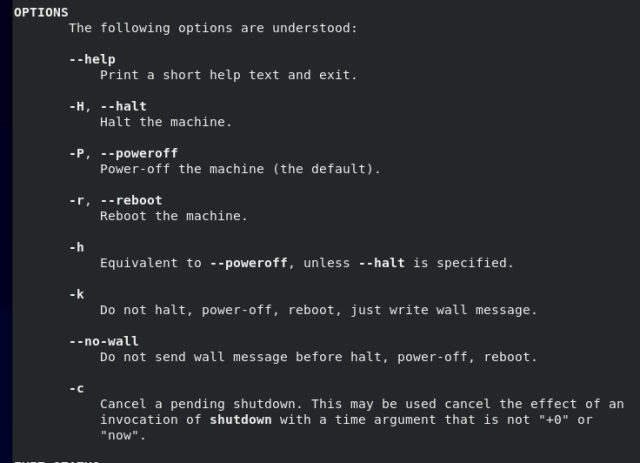 OPTIONS
The following options are understood:
--help
Print a short help text and exit.
-H, --halt
Halt the machine.
-P, --poweroff
Power-off the machine (the default).
-r, --reboot
Reboot the machine.
-h
Equivalent to --poweroff, unless --halt is specified.
-k
Do not halt, power-off, reboot, just write wall message.
--no-wall
Do not send wall message before halt, power-off, reboot.
-c
Cancel a pending shutdown. This may be used cancel the effect of an
invocation of shutdown with a time argument that is not "+0" or
"now".